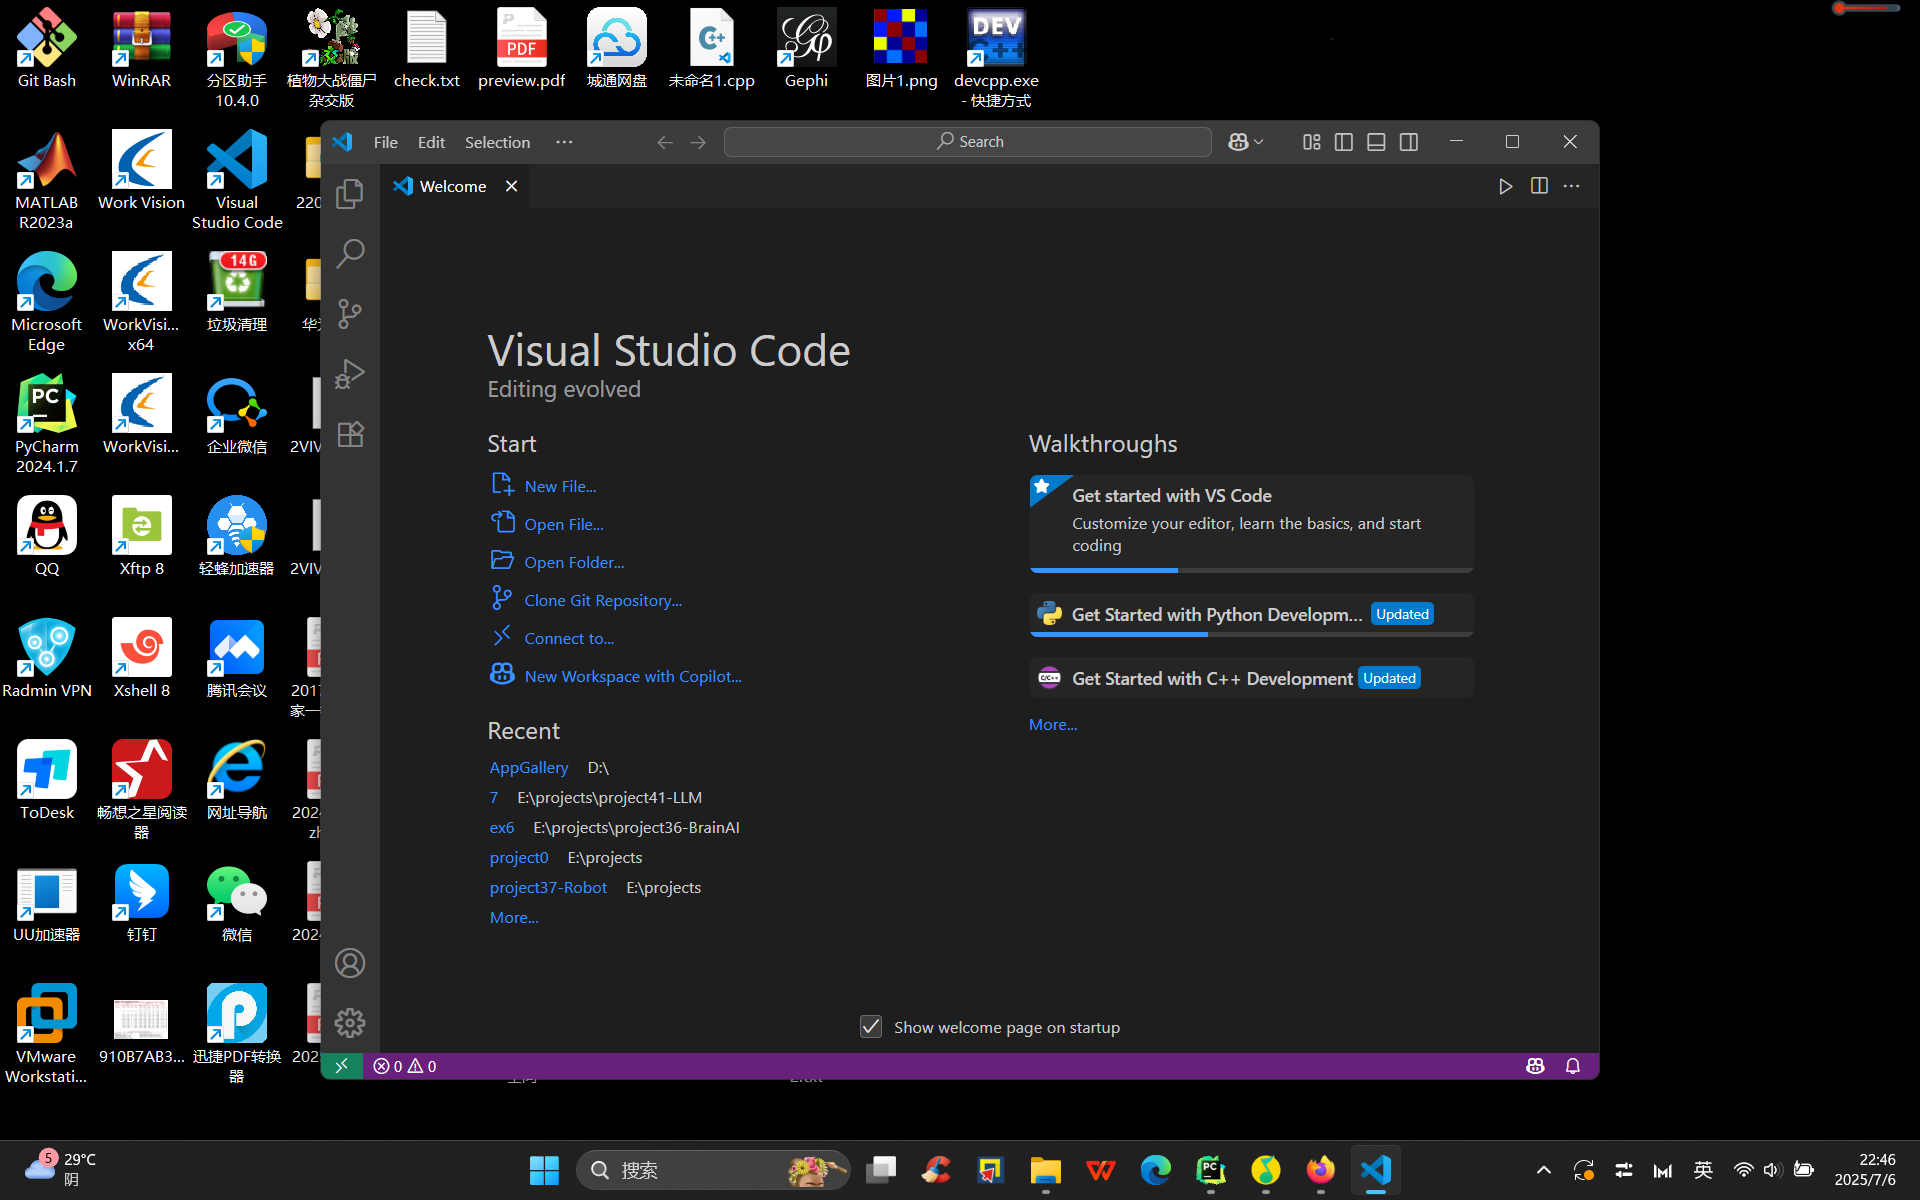 Git Bash
WinRAR
分区助手
10.4.0
植物大战僵尸
杂交版
check.txt
PDF
preview.pdf
城通网盘
C++
未命名1.cpp
Gephi
图片1.png
DEV
devcpp.exe
- 快捷方式
MATLAB
R2023a
Work Vision
Visual
Studio Code
220
Microsoft
Edge
WorkVisi...
x64
14G
垃圾清理
PC
PyCharm
2024.1.7
WorkVisi...
企业微信
2VIV
QQ
Xftp 8
轻蜂加速器
2VIV
Radmin VPN
Xshell 8
腾讯会议
2017
家一
ToDesk
畅想之星阅读
器
网址导航
2024
zh
UU加速器
钉钉
微信
2024
VMware
Workstati...
910B7AB3...
迅捷PDF转换
器
202
File
Edit
Selection
Search
Welcome
Visual Studio Code
Editing evolved
Start
New File...
Open File...
Open Folder...
Clone Git Repository...
Connect to...
New Workspace with Copilot...
Recent
AppGallery D:\
7 E:\projects\project41-LLM
ex6 E:\projects\project36-BrainAI
project0 E:\projects
project37-Robot E:\projects
More...
Walkthroughs
Get started with VS Code
Customize your editor, learn the basics, and start
coding
Get Started with Python Developm... Updated
C/C++
Get Started with C++ Development Updated
More...
Show welcome page on startup
0 0
5
29°C
阴
搜索
PC
英
22:46
2025/7/6